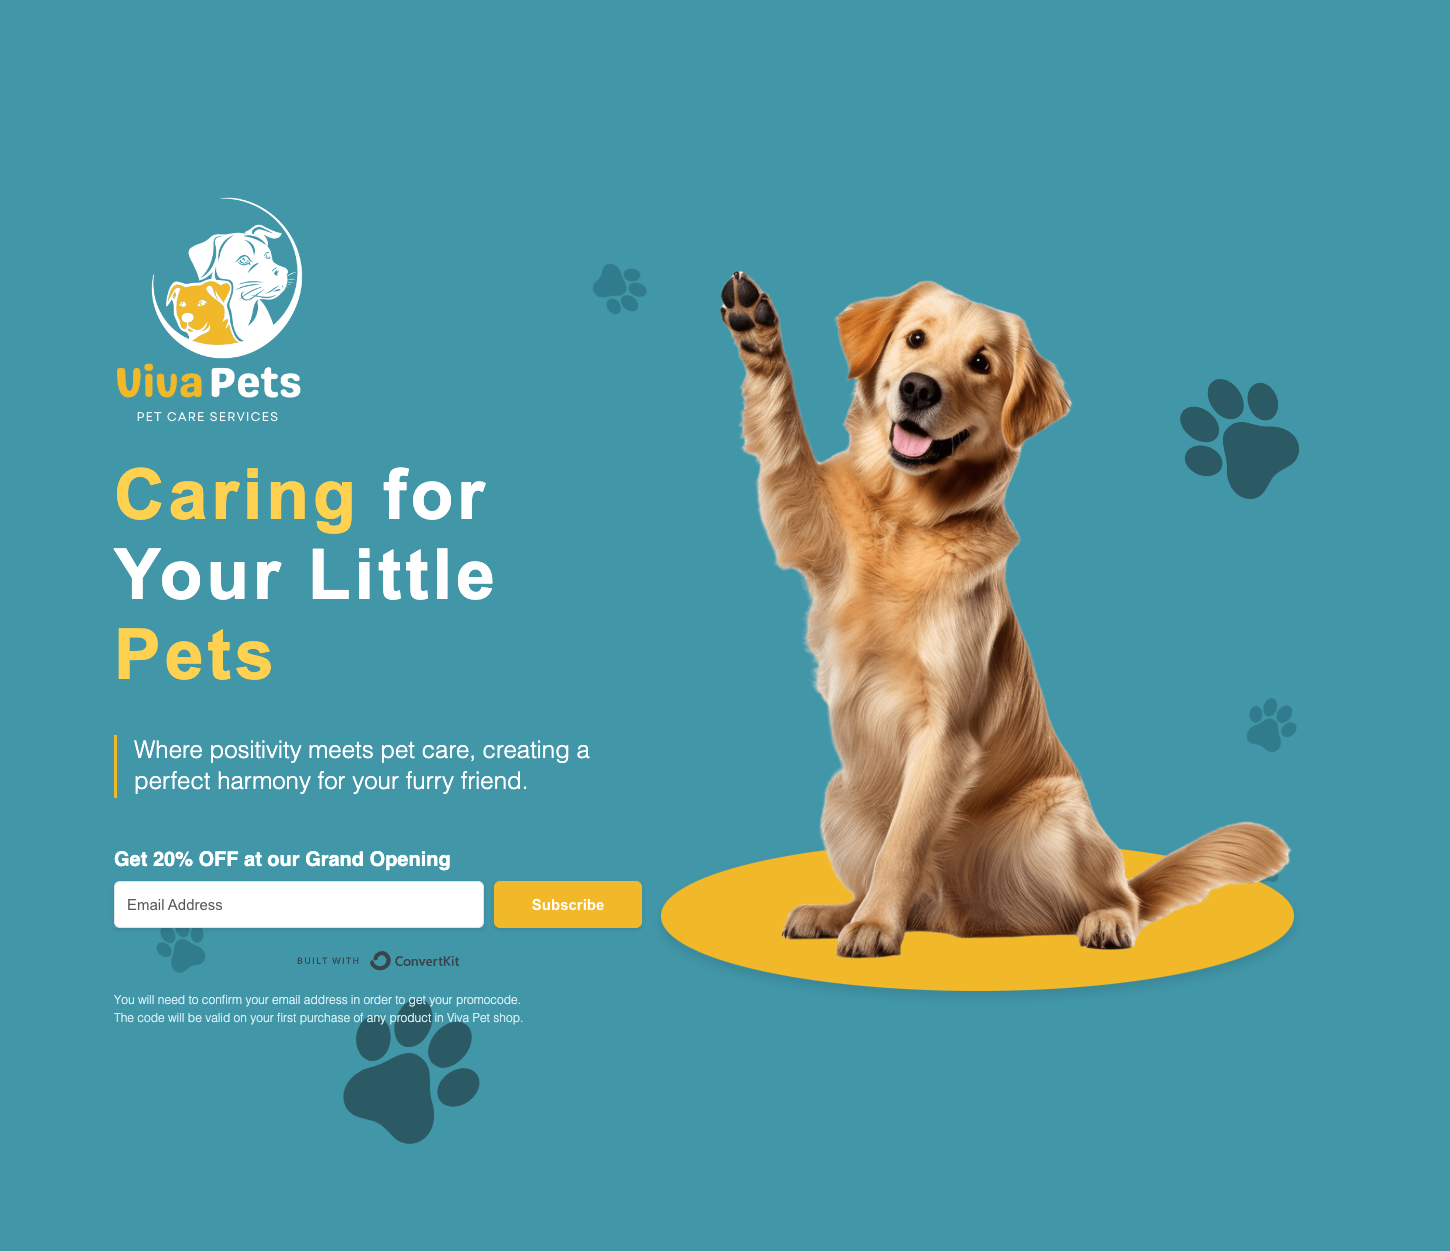 Viva Pets
PET CARE SERVICES
Caring for
Your Little
Pets
Where positivity meets pet care, creating a
perfect harmony for your furry friend.
Get 20% OFF at our Grand Opening
Email Address
Subscribe
BUILT WITH ConvertKit
You will need to confirm your email address in order to get your promocode.
The code will be valid on your first purchase of any product in Viva Pet shop.